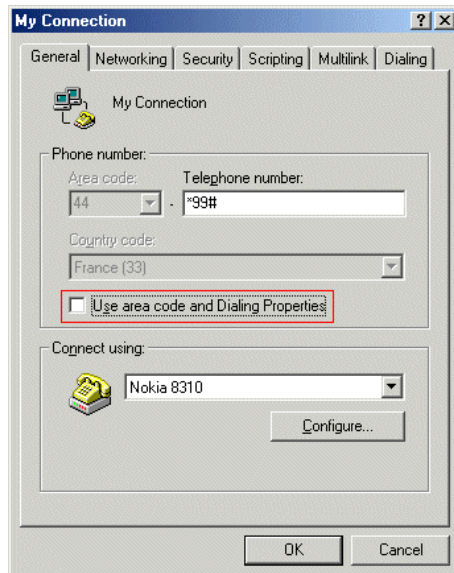 My Connection
General Networking Security Scripting Multilink Dialing
My Connection
Phone number:
Area code: Telephone number:
44 - *99#
Country code:
France (33)
Use area code and Dialing Properties
Connect using:
Nokia 8310
Configure...
OK Cancel